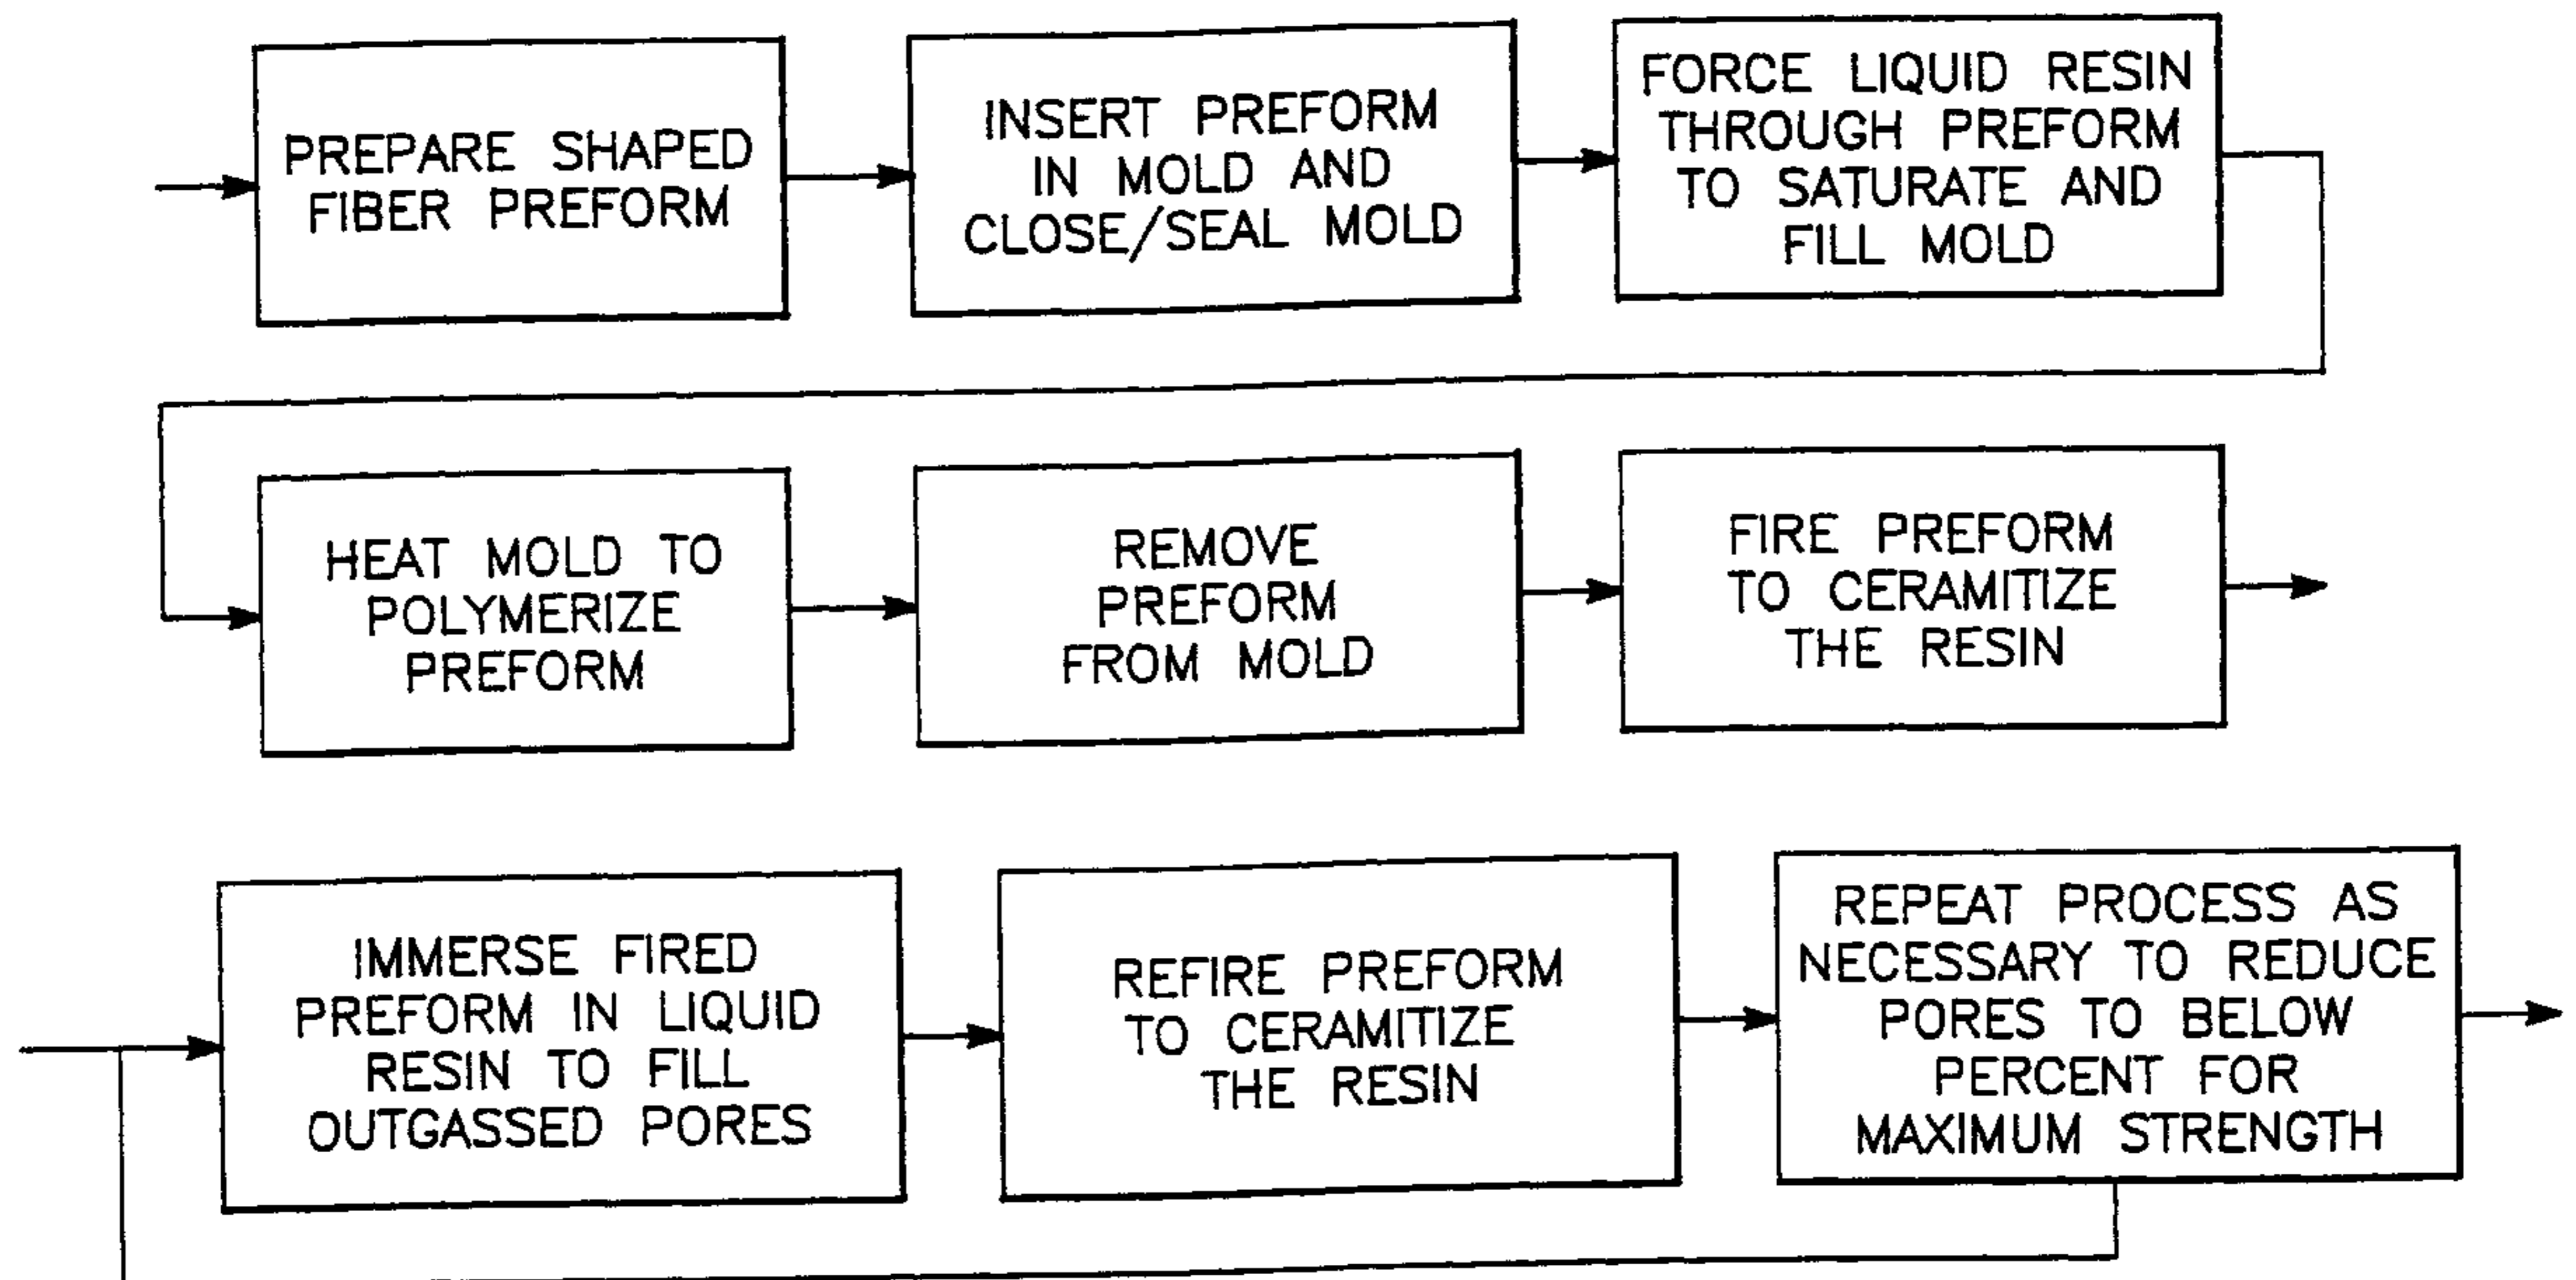 PREPARE SHAPED
FIBER PREFORM
INSERT PREFORM
IN MOLD AND
CLOSE/SEAL MOLD
FORCE LIQUID RESIN
THROUGH PREFORM
TO SATURATE AND
FILL MOLD
HEAT MOLD TO
POLYMERIZE
PREFORM
REMOVE
PREFORM
FROM MOLD
FIRE PREFORM
TO CERAMITIZE
THE RESIN
IMMERSE FIRED
PREFORM IN LIQUID
RESIN TO FILL
OUTGASSED PORES
REFIRE PREFORM
TO CERAMITIZE
THE RESIN
REPEAT PROCESS AS
NECESSARY TO REDUCE
PORES TO BELOW
PERCENT FOR
MAXIMUM STRENGTH